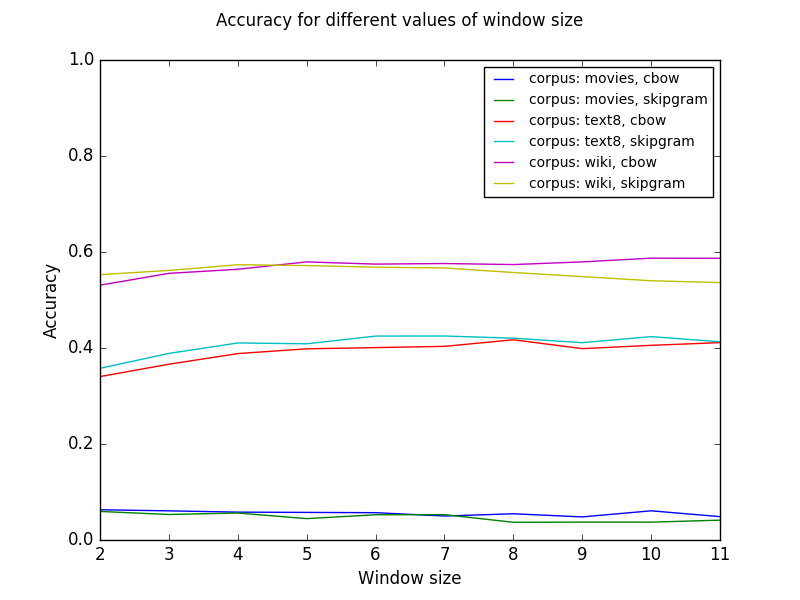 Accuracy for different values of window size
1.0
0.8
0.6
0.4
0.2
0.0
Accuracy
corpus: movies, cbow
corpus: movies, skipgram
corpus: text8, cbow
corpus: text8, skipgram
corpus: wiki, cbow
corpus: wiki, skipgram
2 3 4 5 6 7 8 9 10 11
Window size